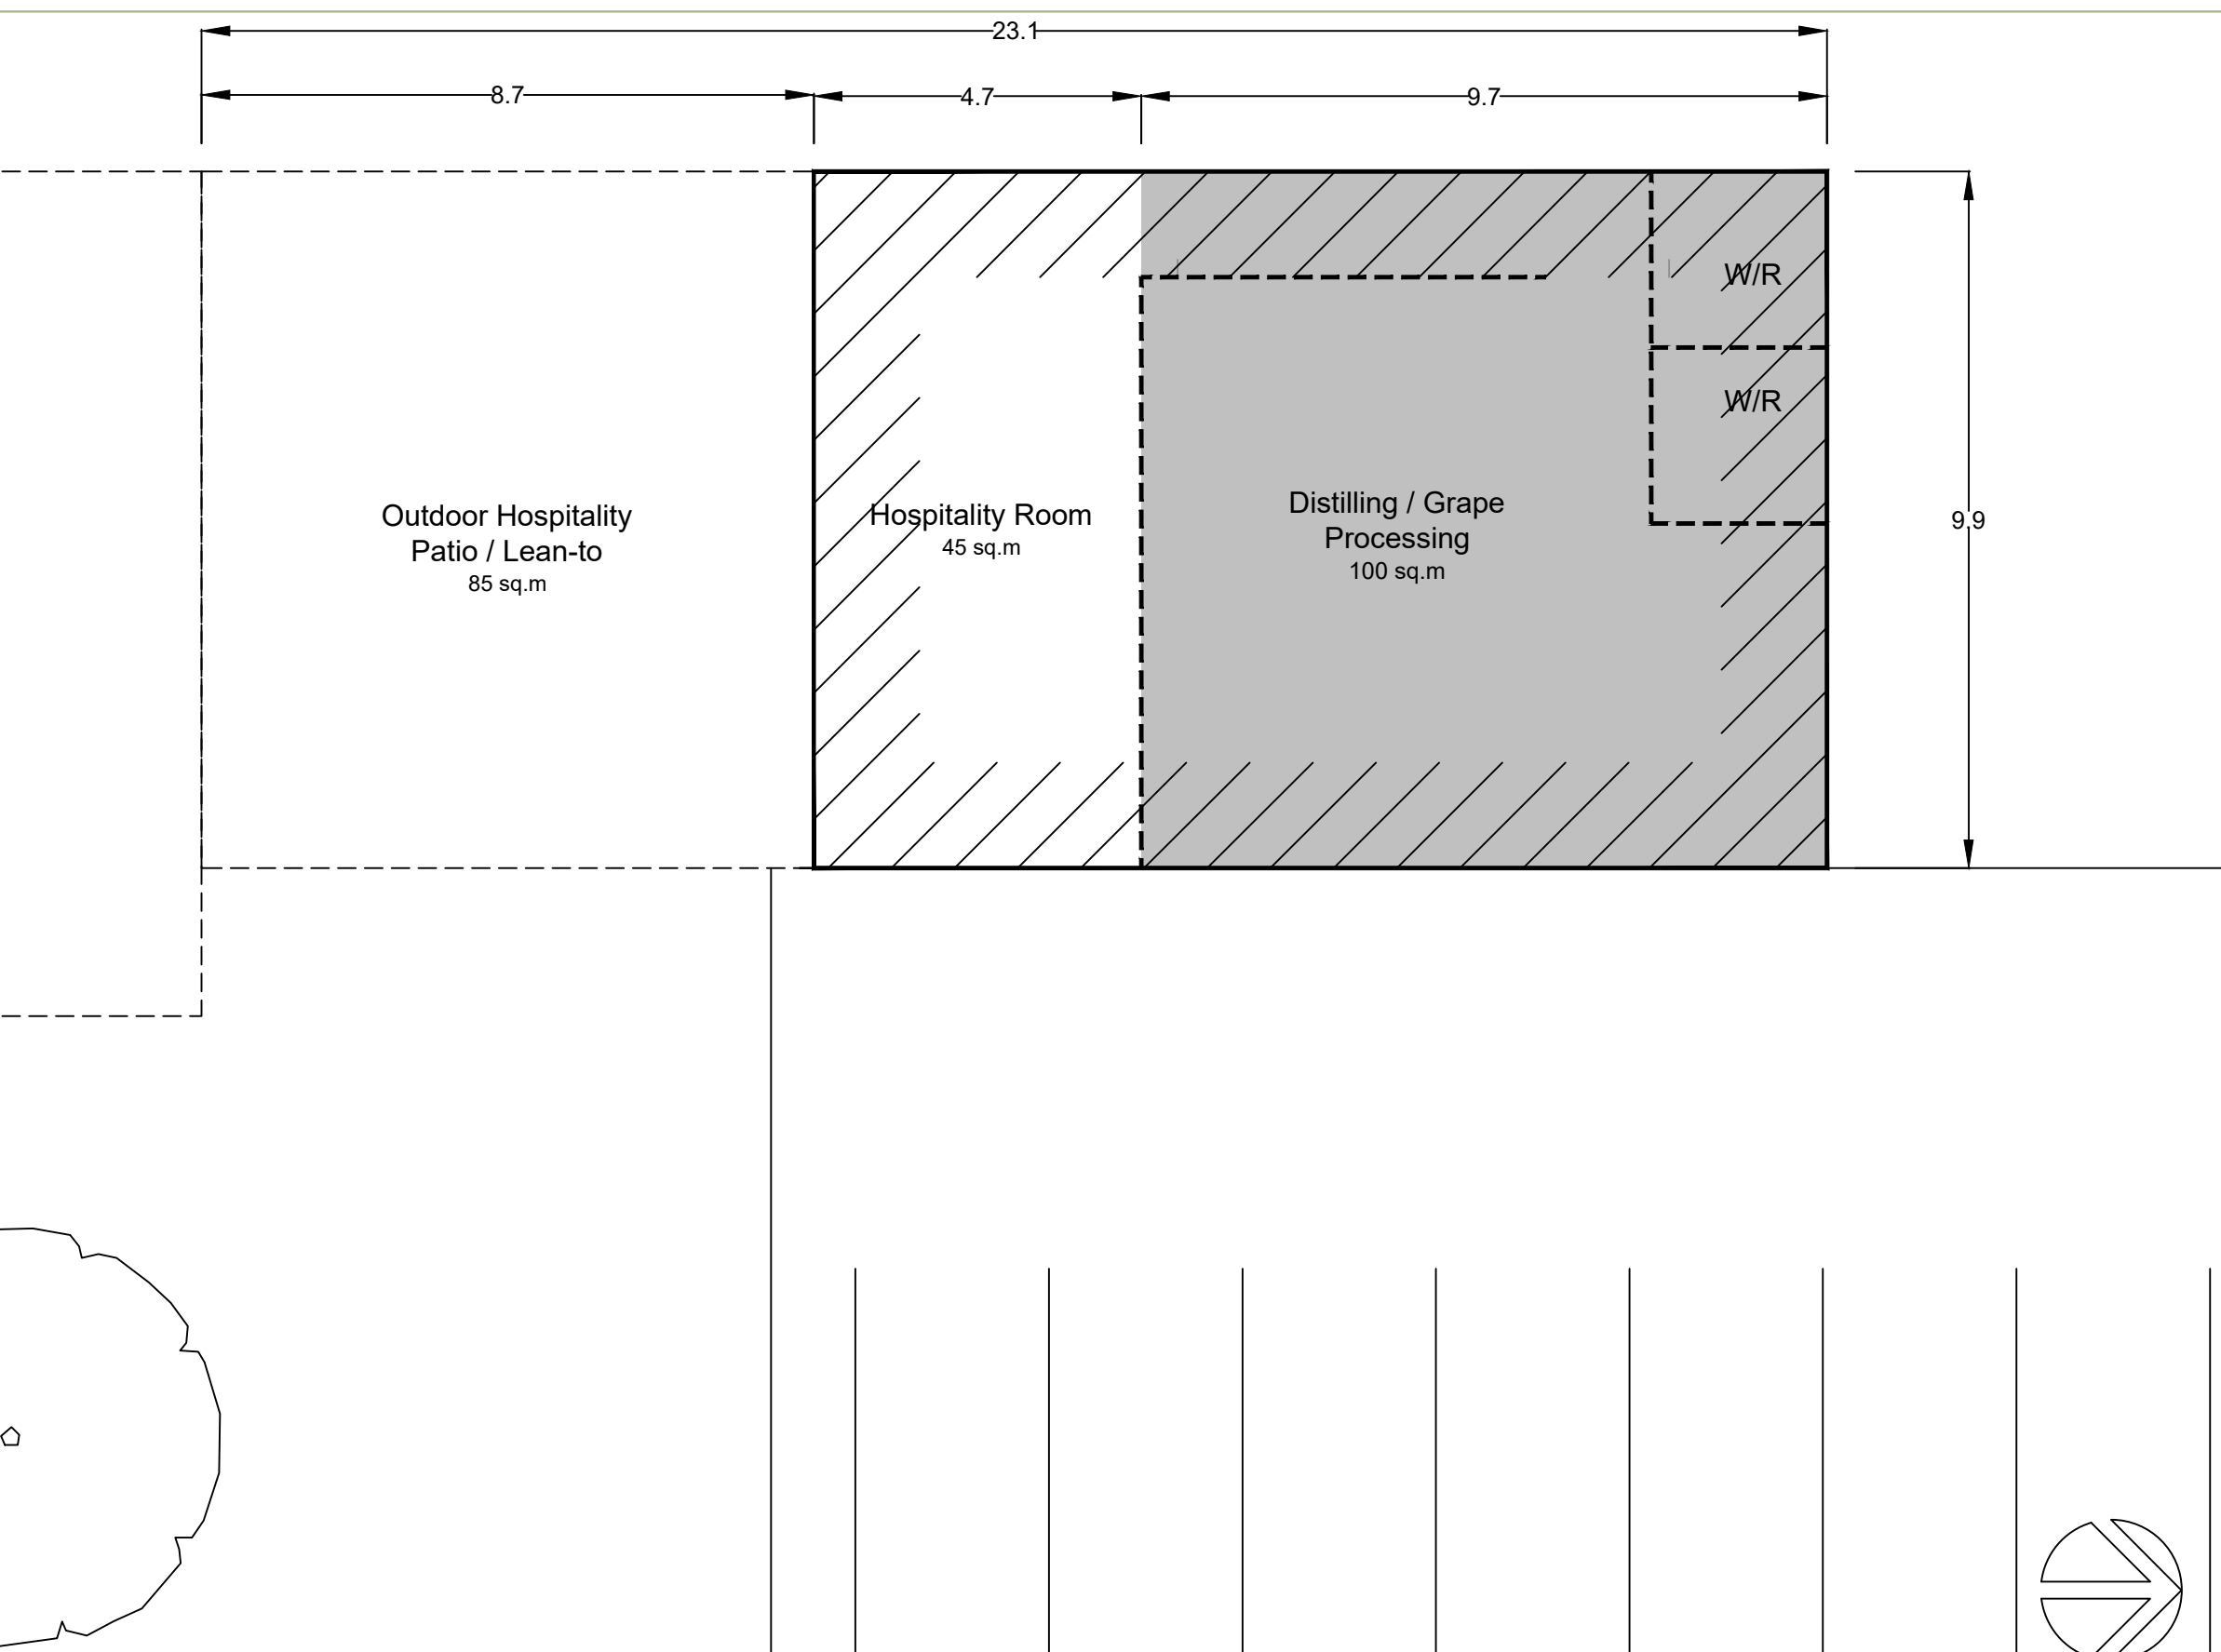 23.1
8.7
4.7
9.7
W/R
W/R
9.9
Outdoor Hospitality
Patio / Lean-to
85 sq.m
Hospitality Room
45 sq.m
Distilling / Grape
Processing
100 sq.m